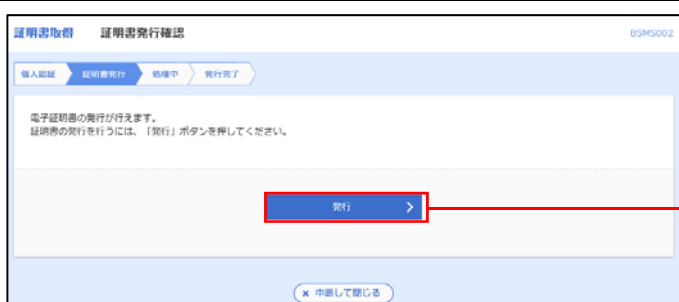 証明書取得 証明書発行確認 BSMS002
個人認証 証明書発行 処理中 発行完了
電子証明書の発行が行えます。
証明書の発行を行うには、「発行」ボタンを押してください。
発行
× 中断して閉じる